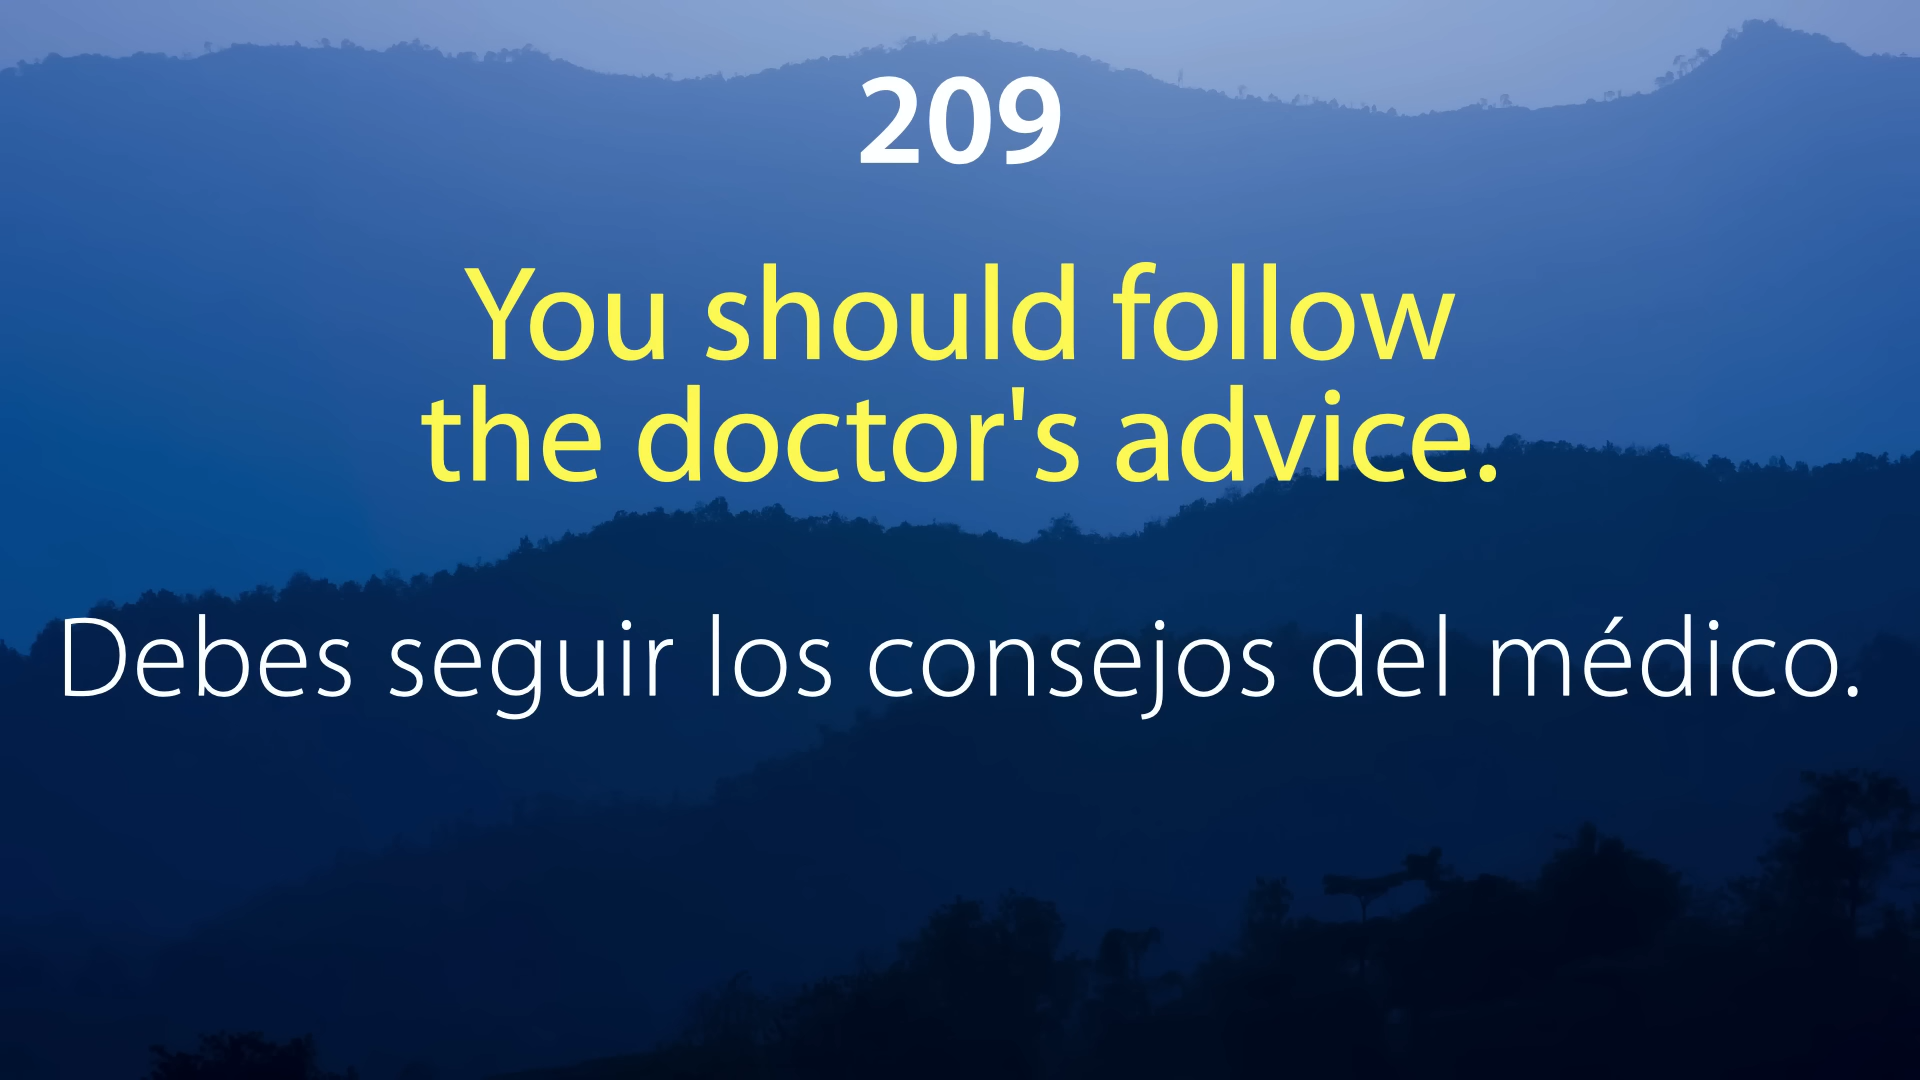 209
You should follow
the doctor's advice.
Debes seguir los consejos del médico.